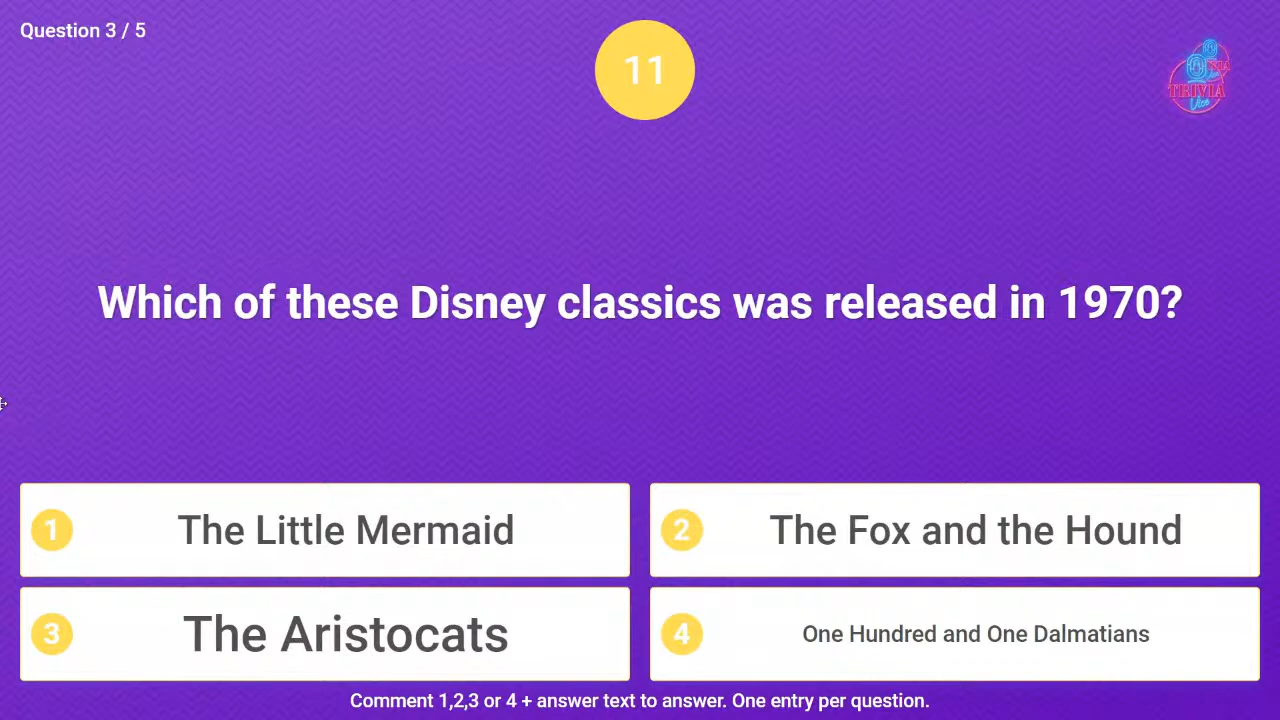 Question 3 / 5
11
TRIVIA
Vice
Which of these Disney classics was released in 1970?
1 The Little Mermaid
2 The Fox and the Hound
3 The Aristocats
4 One Hundred and One Dalmatians
Comment 1,2,3 or 4 + answer text to answer. One entry per question.